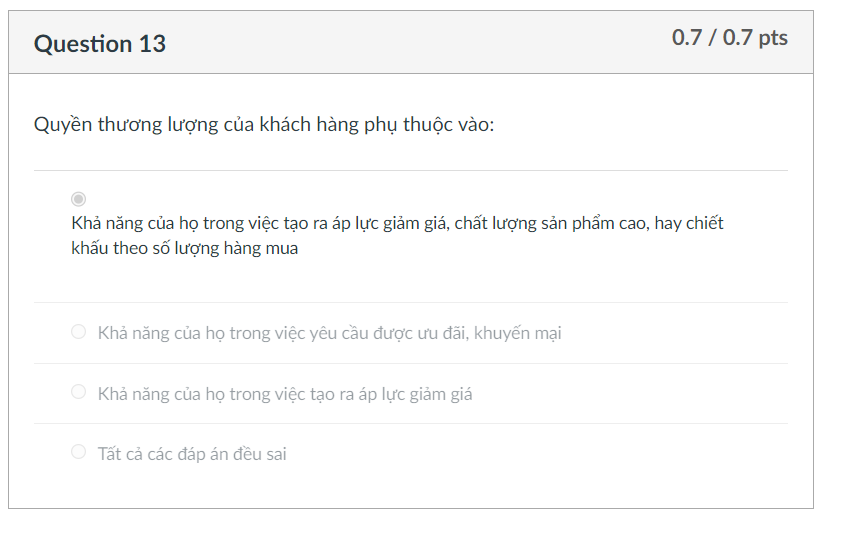 Question 13
0.7 / 0.7 pts
Quyền thương lượng của khách hàng phụ thuộc vào:
Khả năng của họ trong việc tạo ra áp lực giảm giá, chất lượng sản phẩm cao, hay chiết
khấu theo số lượng hàng mua
Khả năng của họ trong việc yêu cầu được ưu đãi, khuyến mại
Khả năng của họ trong việc tạo ra áp lực giảm giá
Tất cả các đáp án đều sai